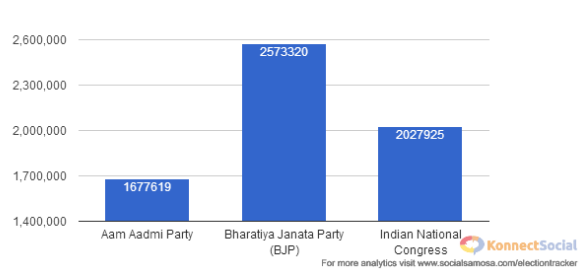 2,600,000
2573320
2,300,000
2,000,000
2027925
1,700,000
1677619
1,400,000
Aam Aadmi Party
Bharatiya Janata Party
(BJP)
Indian National
Congress
KonnectSocial
For more analytics visit www.socialsamosa.com/electiontracker